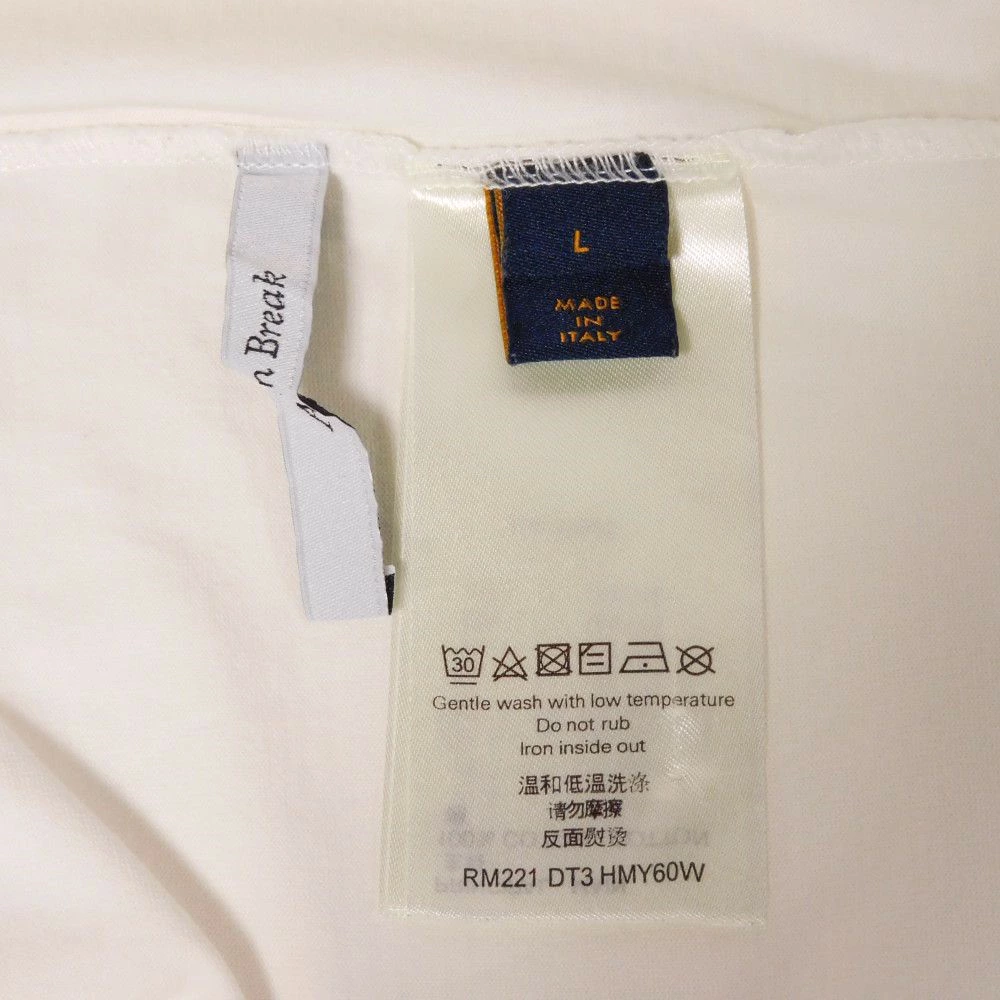 Break
L
MADE
IN
ITALY
30
Gentle wash with low temperature
Do not rub
Iron inside out
温和低温洗涤
请勿摩擦
反面熨烫
RM221 DT3 HMY60W